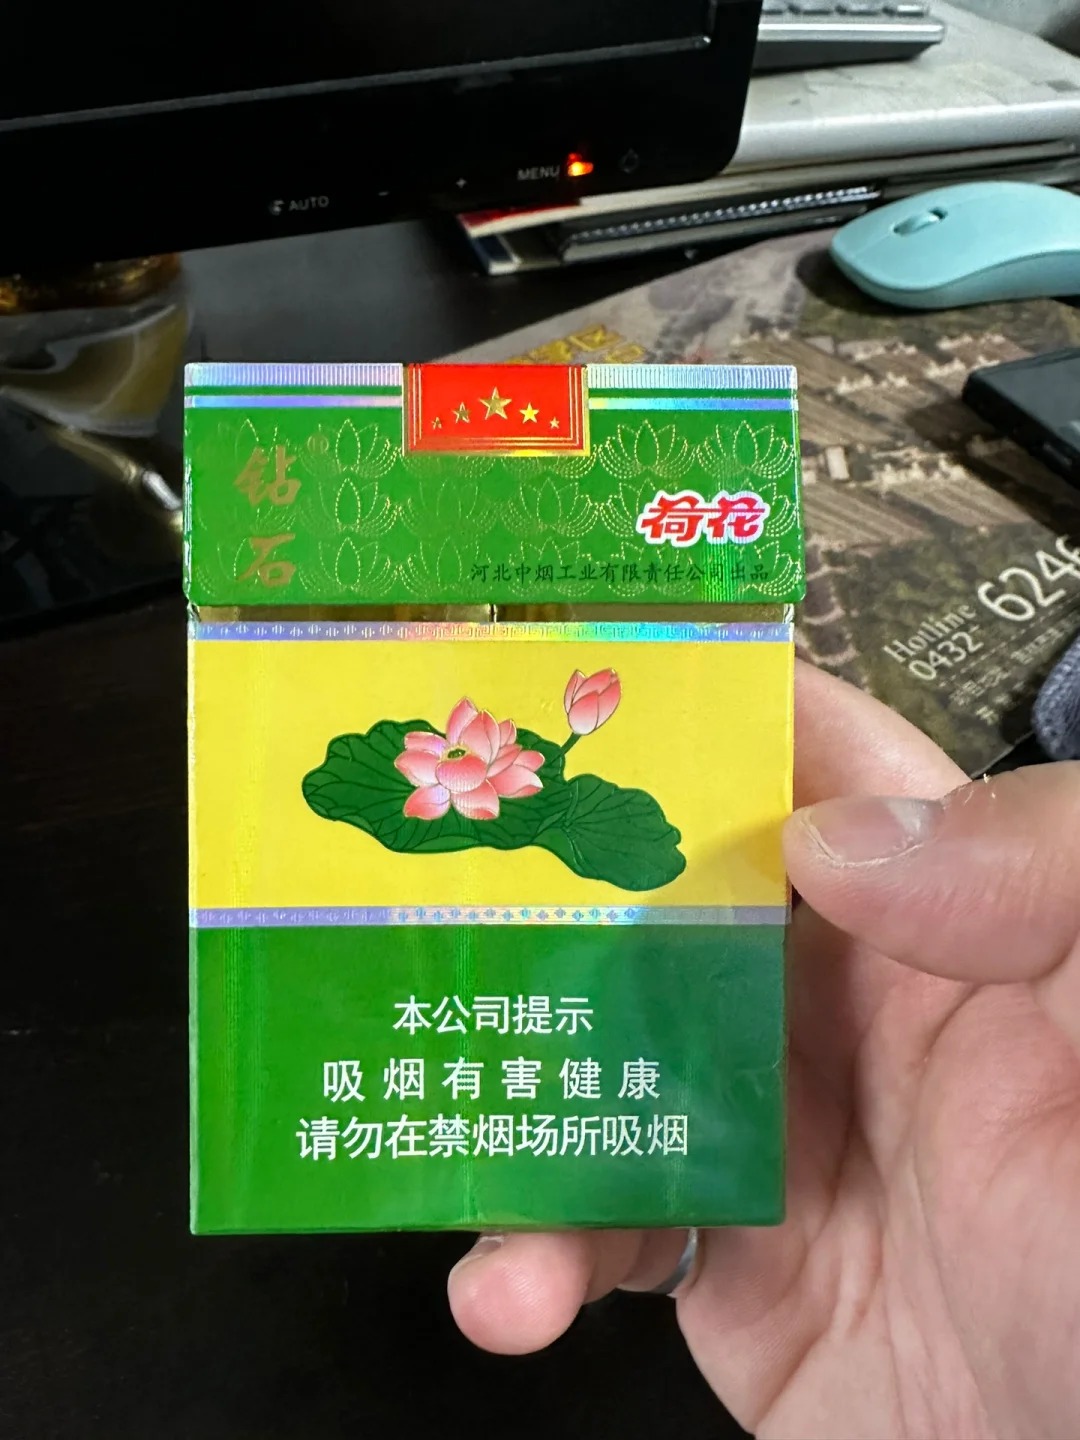 AUTO
-
+
MENU
钻石
荷花
河北中烟工业有限责任公司出品
本公司提示
吸烟有害健康
请勿在禁烟场所吸烟
Hotline
0432-
6246